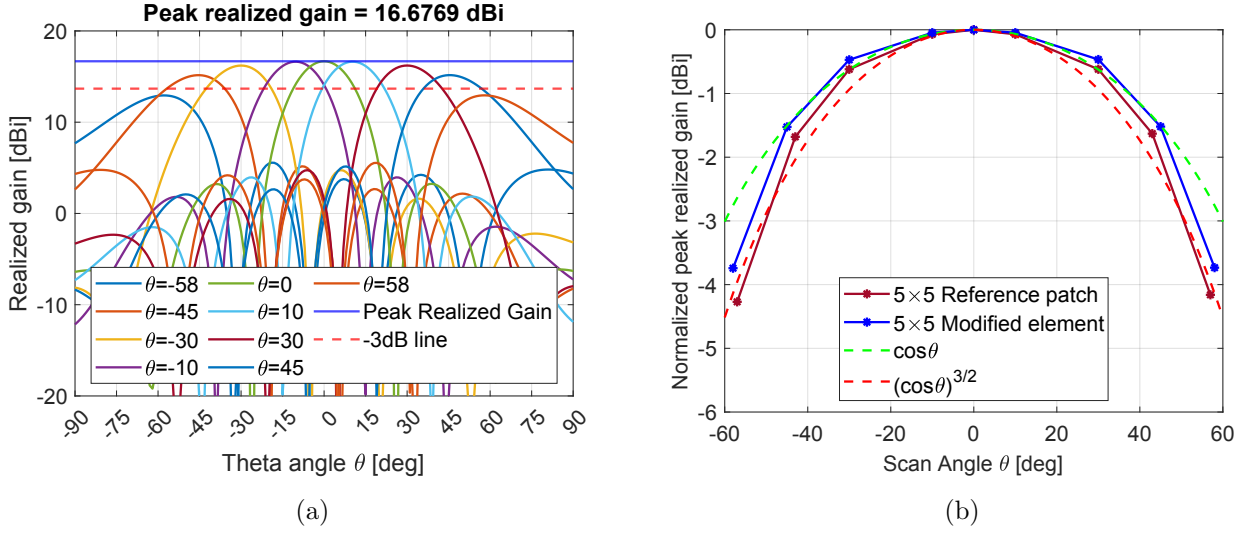 Peak realized gain = 16.6769 dBi
Realized gain [dBi]
20
10
0
-10
-20
θ=-58
θ=-45
θ=-30
θ=-10
θ=0
θ=10
θ=30
θ=45
θ=58
Peak Realized Gain
-3dB line
-90 -75 -60 -45 -30 -15 0 15 30 45 60 75 90
Theta angle θ [deg]
(a)
Normalized peak realized gain [dBi]
0
-1
-2
-3
-4
-5
-6
5×5 Reference patch
5×5 Modified element
cosθ
(cosθ)^3/2
-60 -40 -20 0 20 40 60
Scan Angle θ [deg]
(b)